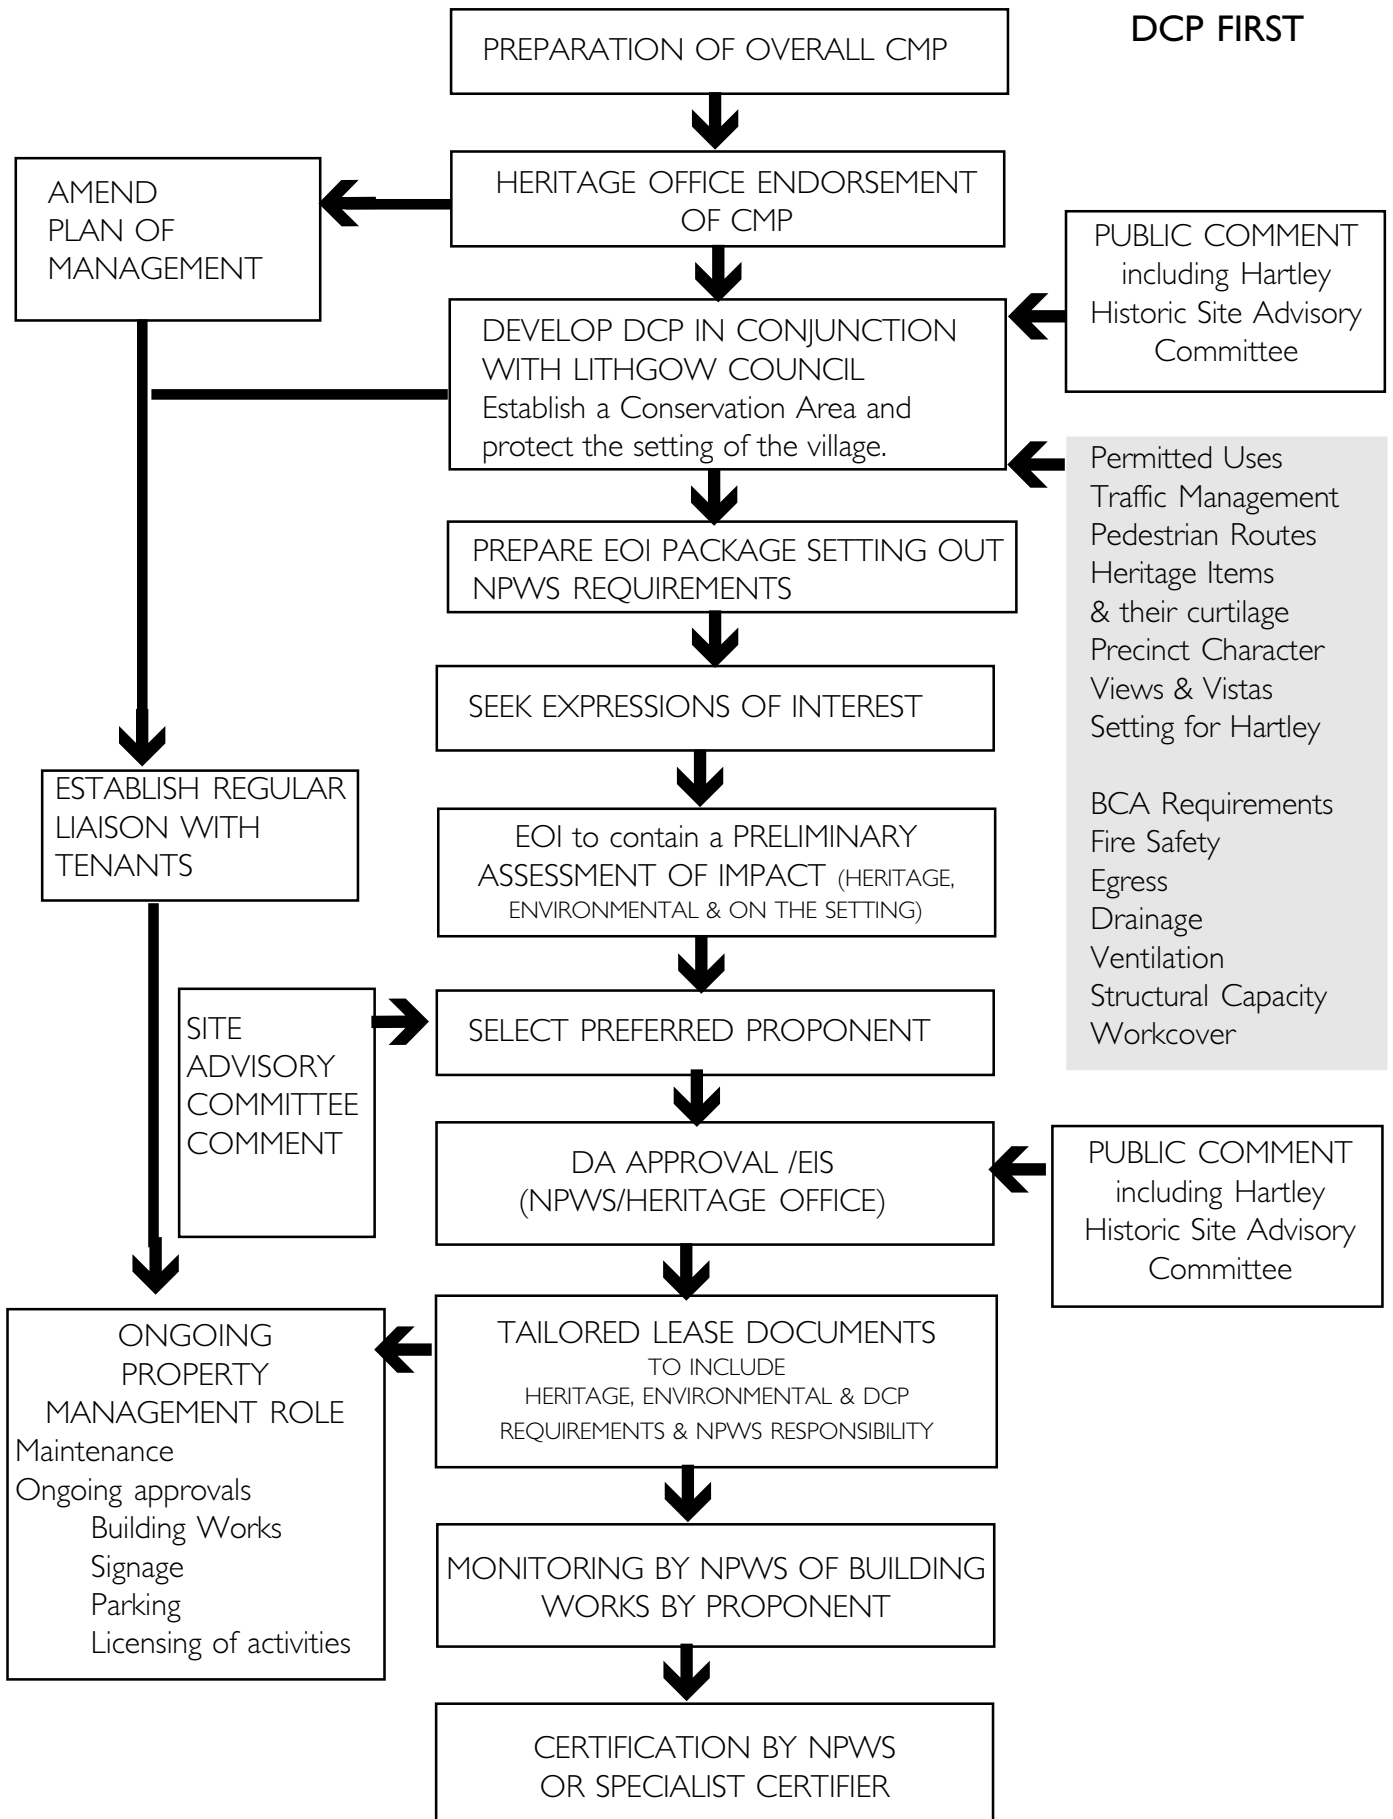 DCP FIRST
PREPARATION OF OVERALL CMP
HERITAGE OFFICE ENDORSEMENT
OF CMP
AMEND
PLAN OF
MANAGEMENT
PUBLIC COMMENT
including Hartley
Historic Site Advisory
Committee
DEVELOP DCP IN CONJUNCTION
WITH LITHGOW COUNCIL
Establish a Conservation Area and
protect the setting of the village.
Permitted Uses
Traffic Management
Pedestrian Routes
Heritage Items
& their curtilage
Precinct Character
Views & Vistas
Setting for Hartley
BCA Requirements
Fire Safety
Egress
Drainage
Ventilation
Structural Capacity
Workcover
PREPARE EOI PACKAGE SETTING OUT
NPWS REQUIREMENTS
SEEK EXPRESSIONS OF INTEREST
ESTABLISH REGULAR
LIAISON WITH
TENANTS
EOI to contain a PRELIMINARY
ASSESSMENT OF IMPACT (HERITAGE,
ENVIRONMENTAL & ON THE SETTING)
SITE
ADVISORY
COMMITTEE
COMMENT
SELECT PREFERRED PROPONENT
DA APPROVAL /EIS
(NPWS/HERITAGE OFFICE)
PUBLIC COMMENT
including Hartley
Historic Site Advisory
Committee
TAILORED LEASE DOCUMENTS
TO INCLUDE
HERITAGE, ENVIRONMENTAL & DCP
REQUIREMENTS & NPWS RESPONSIBILITY
ONGOING
PROPERTY
MANAGEMENT ROLE
Maintenance
Ongoing approvals
Building Works
Signage
Parking
Licensing of activities
MONITORING BY NPWS OF BUILDING
WORKS BY PROPONENT
CERTIFICATION BY NPWS
OR SPECIALIST CERTIFIER